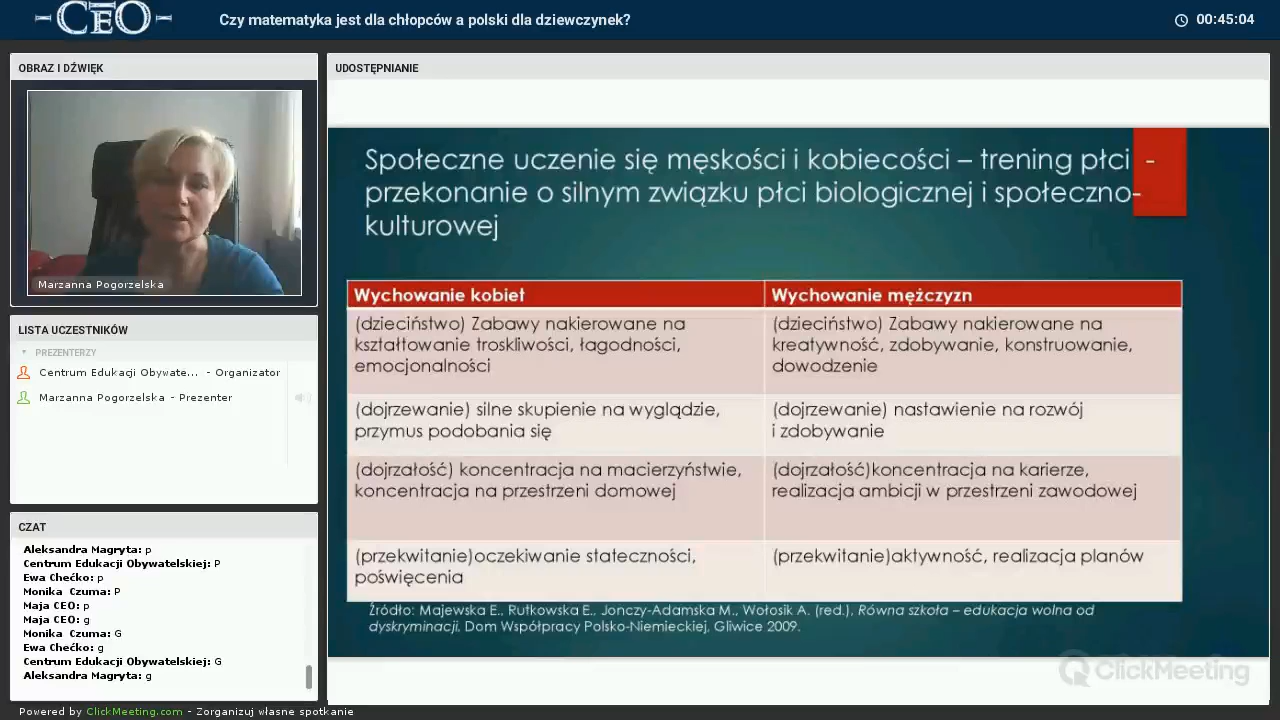 CEO
Czy matematyka jest dla chłopców a polski dla dziewczynek?
00:45:04
OBRAZ I DŹWIĘK
Marzanna Pogorzelska
LISTA UCZESTNIKÓW
PREZENTERZY
Centrum Edukacji Obywate... - Organizator
Marzanna Pogorzelska - Prezenter
CZAT
Aleksandra Magryta: p
Centrum Edukacji Obywatelskiej: P
Ewa Chećko: p
Monika Czuma: P
Maja CEO: p
Maja CEO: g
Monika Czuma: G
Ewa Chećko: g
Centrum Edukacji Obywatelskiej: G
Aleksandra Magryta: g
UDOSTĘPNIANIE
Społeczne uczenie się męskości i kobiecości – trening płci -
przekonanie o silnym związku płci biologicznej i społeczno-
kulturowej
Wychowanie kobiet
Wychowanie mężczyzn
(dzieciństwo) Zabawy nakierowane na
kształtowanie troskliwości, łagodności,
emocjonalności
(dzieciństwo) Zabawy nakierowane na
kreatywność, zdobywanie, konstruowanie,
dowodzenie
(dojrzewanie) silne skupienie na wyglądzie,
przymus podobania się
(dojrzewanie) nastawienie na rozwój
i zdobywanie
(dojrzałość) koncentracja na macierzyństwie,
koncentracja na przestrzeni domowej
(dojrzałość)koncentracja na karierze,
realizacja ambicji w przestrzeni zawodowej
(przekwitanie)oczekiwanie stateczności,
poświęcenia
(przekwitanie)aktywność, realizacja planów
Źródło: Majewska E., Rutkowska E., Jonczy-Adamska M., Wołosik A. (red.), Równa szkoła – edukacja wolna od
dyskryminacji, Dom Współpracy Polsko-Niemieckiej, Gliwice 2009.
ClickMeeting
Powered by ClickMeeting.com - Zorganizuj własne spotkanie